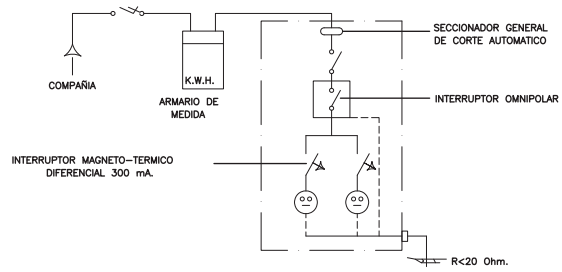 SECCIONADOR GENERAL
DE CORTE AUTOMATICO
COMPAÑIA
K.W.H.
ARMARIO DE
MEDIDA
INTERRUPTOR OMNIPOLAR
INTERRUPTOR MAGNETO-TERMICO
DIFERENCIAL 300 mA.
R<20 Ohm.